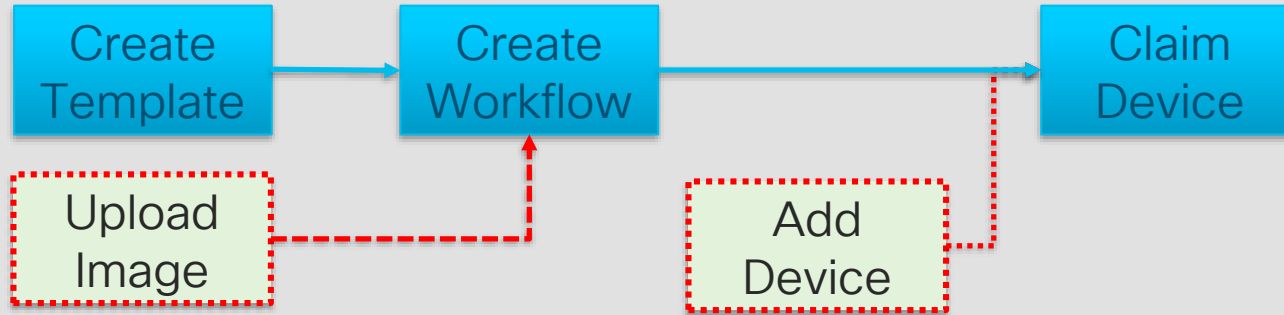 Create
Template
Create
Workflow
Claim
Device
Upload
Image
Add
Device